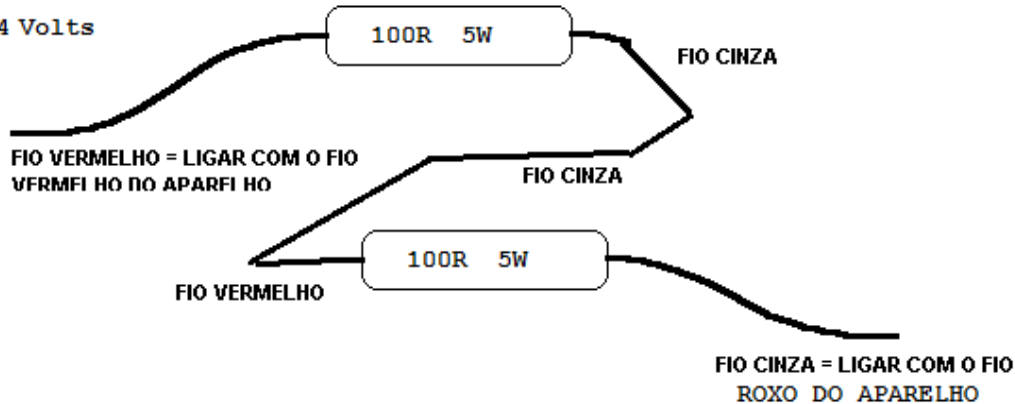 4 Volts
100R 5W
FIO CINZA
FIO VERMELHO = LIGAR COM O FIO
VERMELHO DO APARELHO
FIO CINZA
100R 5W
FIO VERMELHO
FIO CINZA = LIGAR COM O FIO
ROXO DO APARELHO